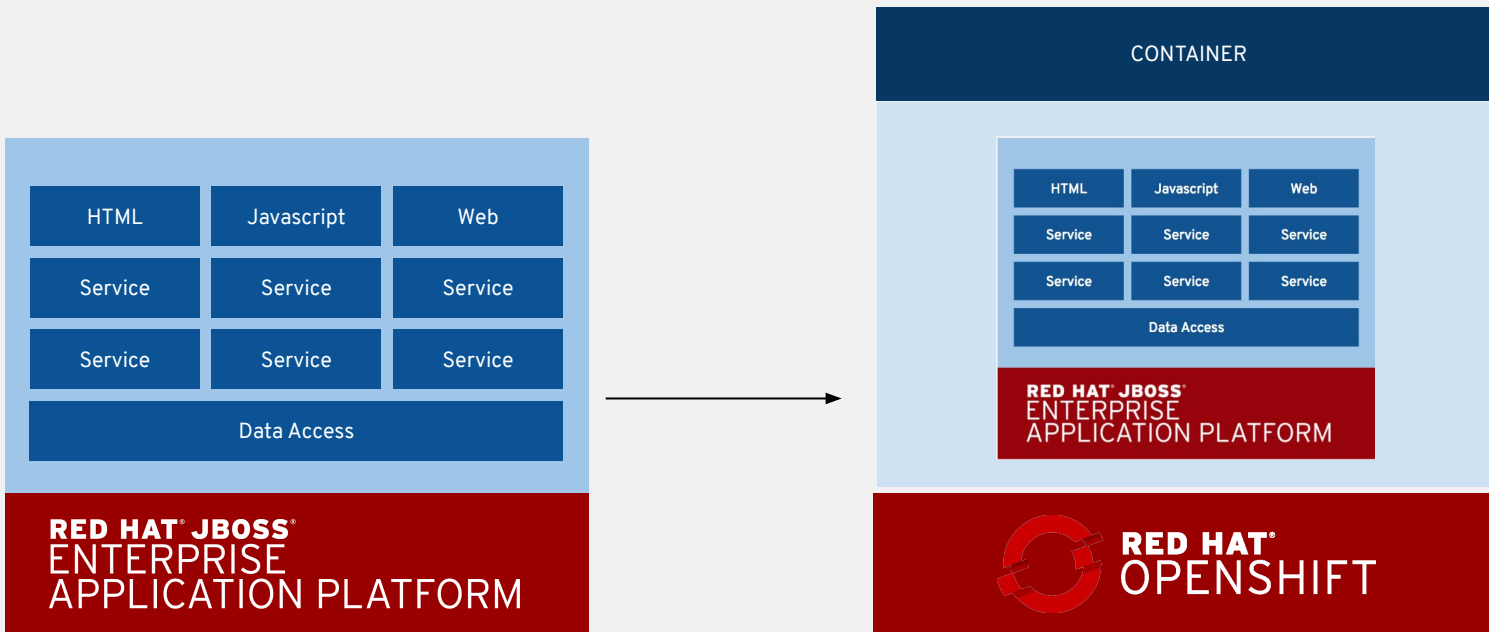 HTML
Javascript
Web
Service
Service
Service
Service
Service
Service
Data Access
RED HAT® JBOSS®
ENTERPRISE
APPLICATION PLATFORM
CONTAINER
HTML
Javascript
Web
Service
Service
Service
Service
Service
Service
Data Access
RED HAT® JBOSS®
ENTERPRISE
APPLICATION PLATFORM
RED HAT®
OPENSHIFT